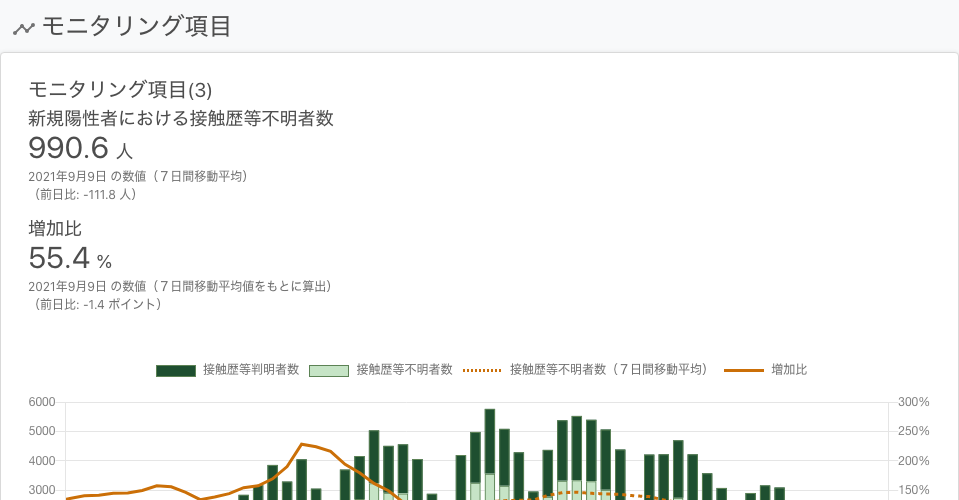 モニタリング項目
モニタリング項目(3)
新規陽性者における接触歴等不明者数
990.6 人
2021年9月9日 の数値（７日間移動平均）
（前日比: -111.8 人）
増加比
55.4 %
2021年9月9日 の数値（７日間移動平均値をもとに算出）
（前日比: -1.4 ポイント）
接触歴等判明者数 接触歴等不明者数 接触歴等不明者数（７日間移動平均） 増加比
6000 300%
5000 250%
4000 200%
3000 150%